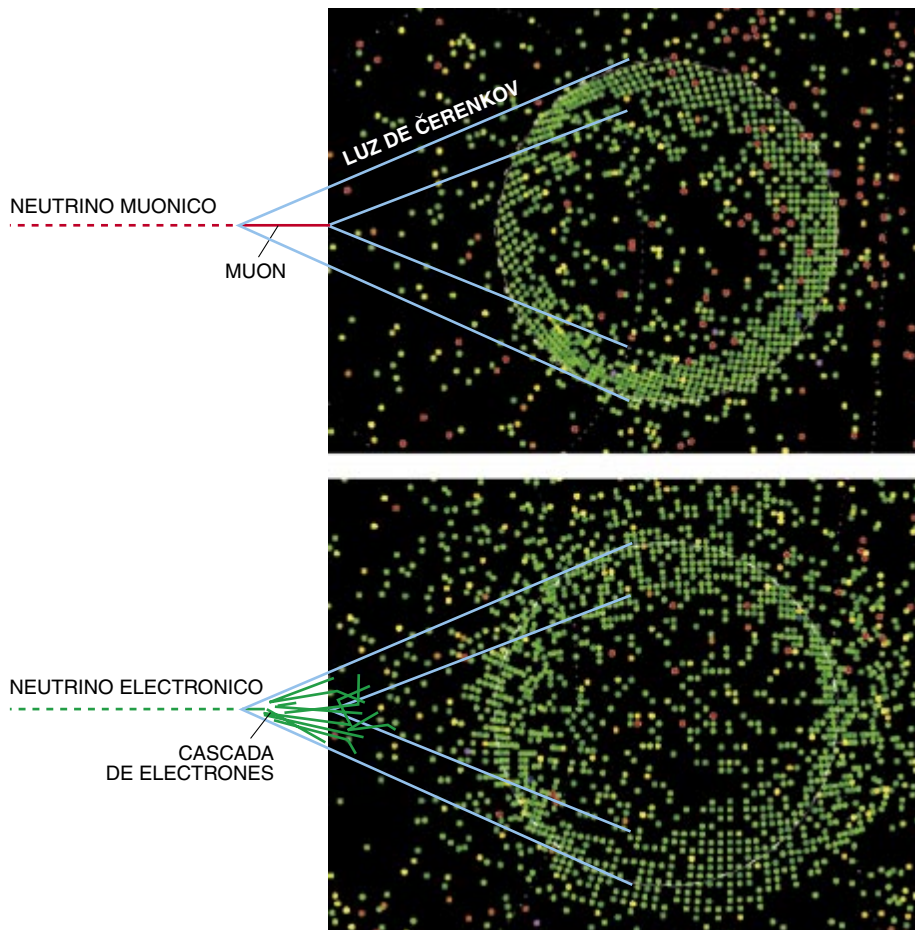 LUZ DE ČERENKOV
NEUTRINO MUONICO
MUON
NEUTRINO ELECTRONICO
CASCADA
DE ELECTRONES